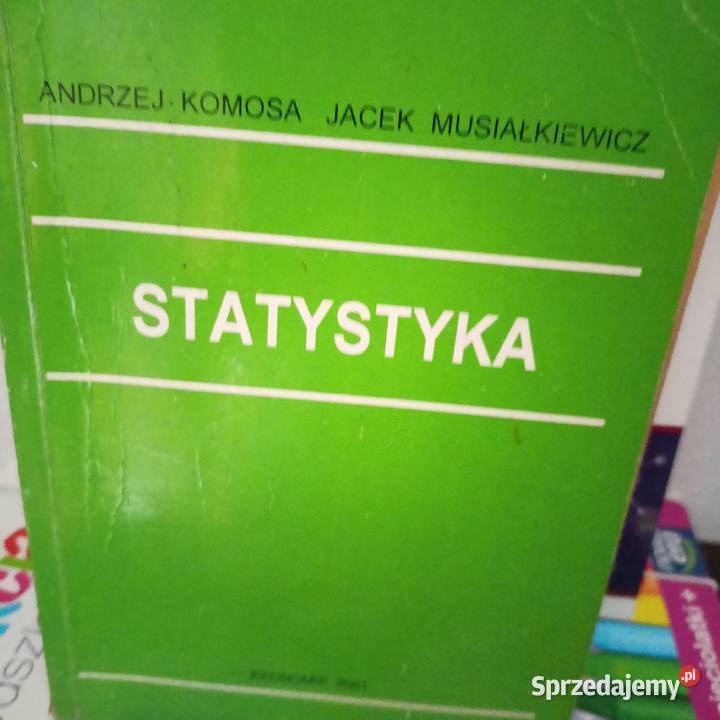 ANDRZEJ KOMOSA JACEK MUSIAŁKIEWICZ
STATYSTYKA
EKONOMIK 2001
Sprzedajemy.pl